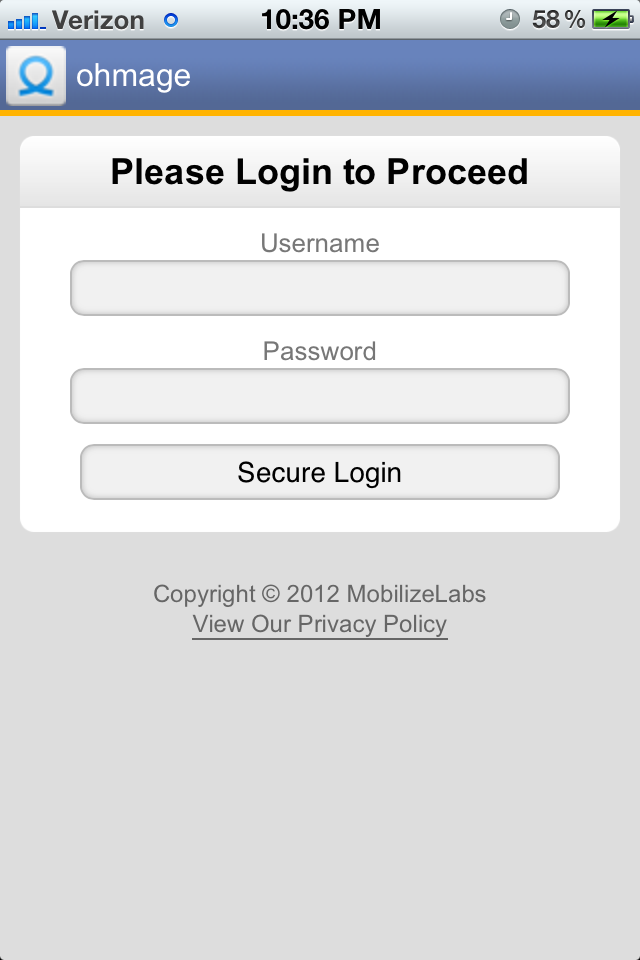 Verizon 10:36 PM 58%
ohmage
Please Login to Proceed
Username
Password
Secure Login
Copyright © 2012 MobilizeLabs
View Our Privacy Policy